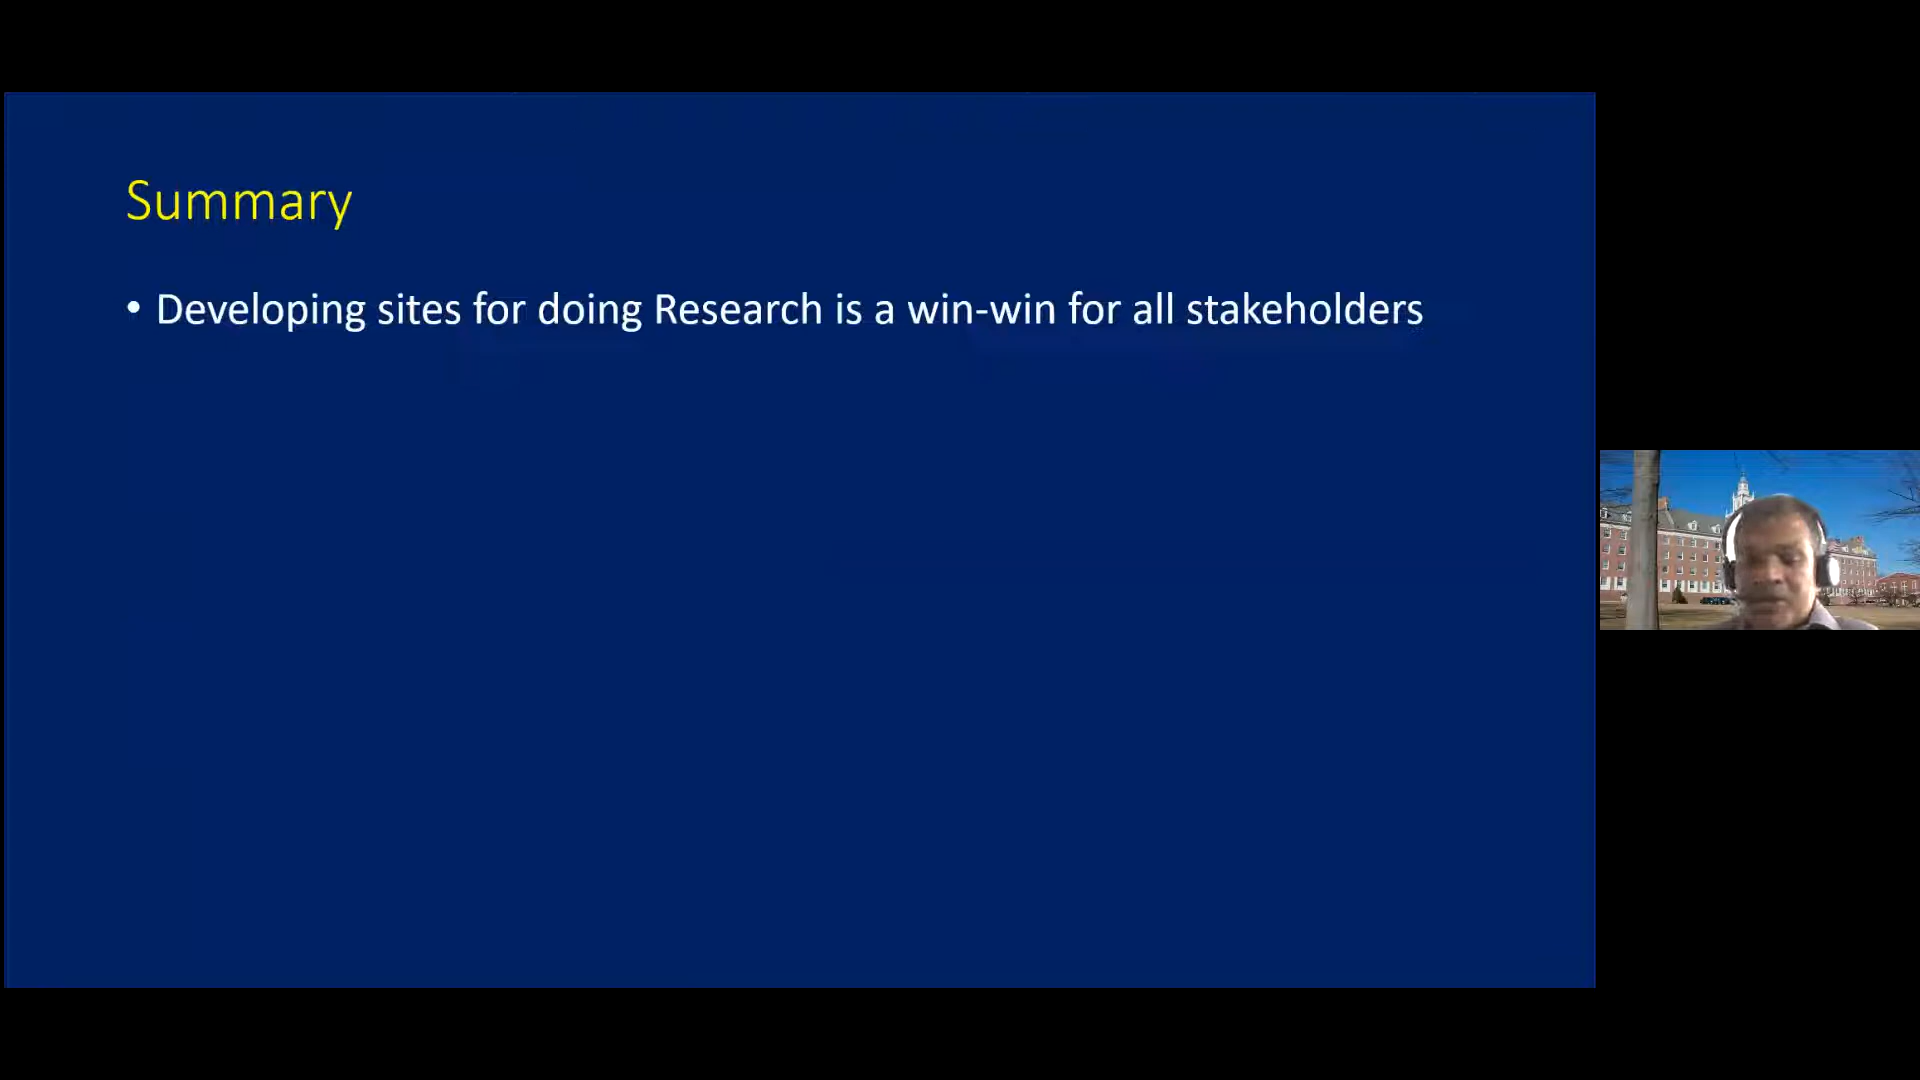 Summary
• Developing sites for doing Research is a win-win for all stakeholders